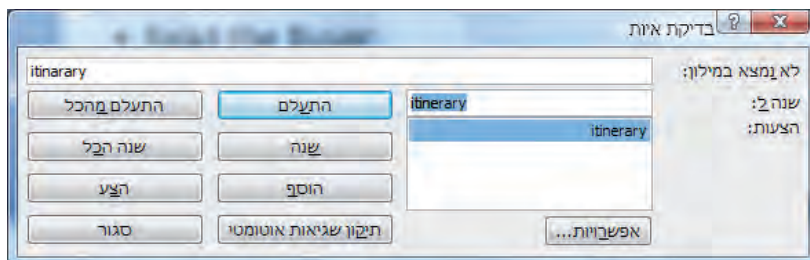 בדיקת איות
לא נמצא במילון:
itinarary
שנה ל:
itinerary
התעלם
התעלם מהכל
הצעות:
itinerary
שנה
שנה הכל
הוסף
הצע
אפשרויות...
תיקון שגיאות אוטומטי
סגור